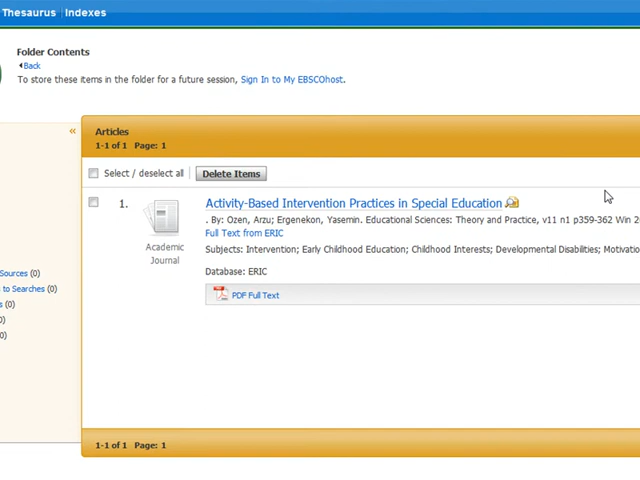 Thesaurus Indexes
Folder Contents
Back
To store these items in the folder for a future session, Sign In to My EBSCOhost.
«
Articles
1-1 of 1 Page: 1
Select / deselect all Delete Items
1. Activity-Based Intervention Practices in Special Education
. By: Ozen, Arzu; Ergenekon, Yasemin. Educational Sciences: Theory and Practice, v11 n1 p359-362 Win 2
Full Text from ERIC
Academic
Journal
Subjects: Intervention; Early Childhood Education; Childhood Interests; Developmental Disabilities; Motivatio
Database: ERIC
PDF Full Text
Sources (0)
to Searches (0)
s (0)
0)
(0)
1-1 of 1 Page: 1